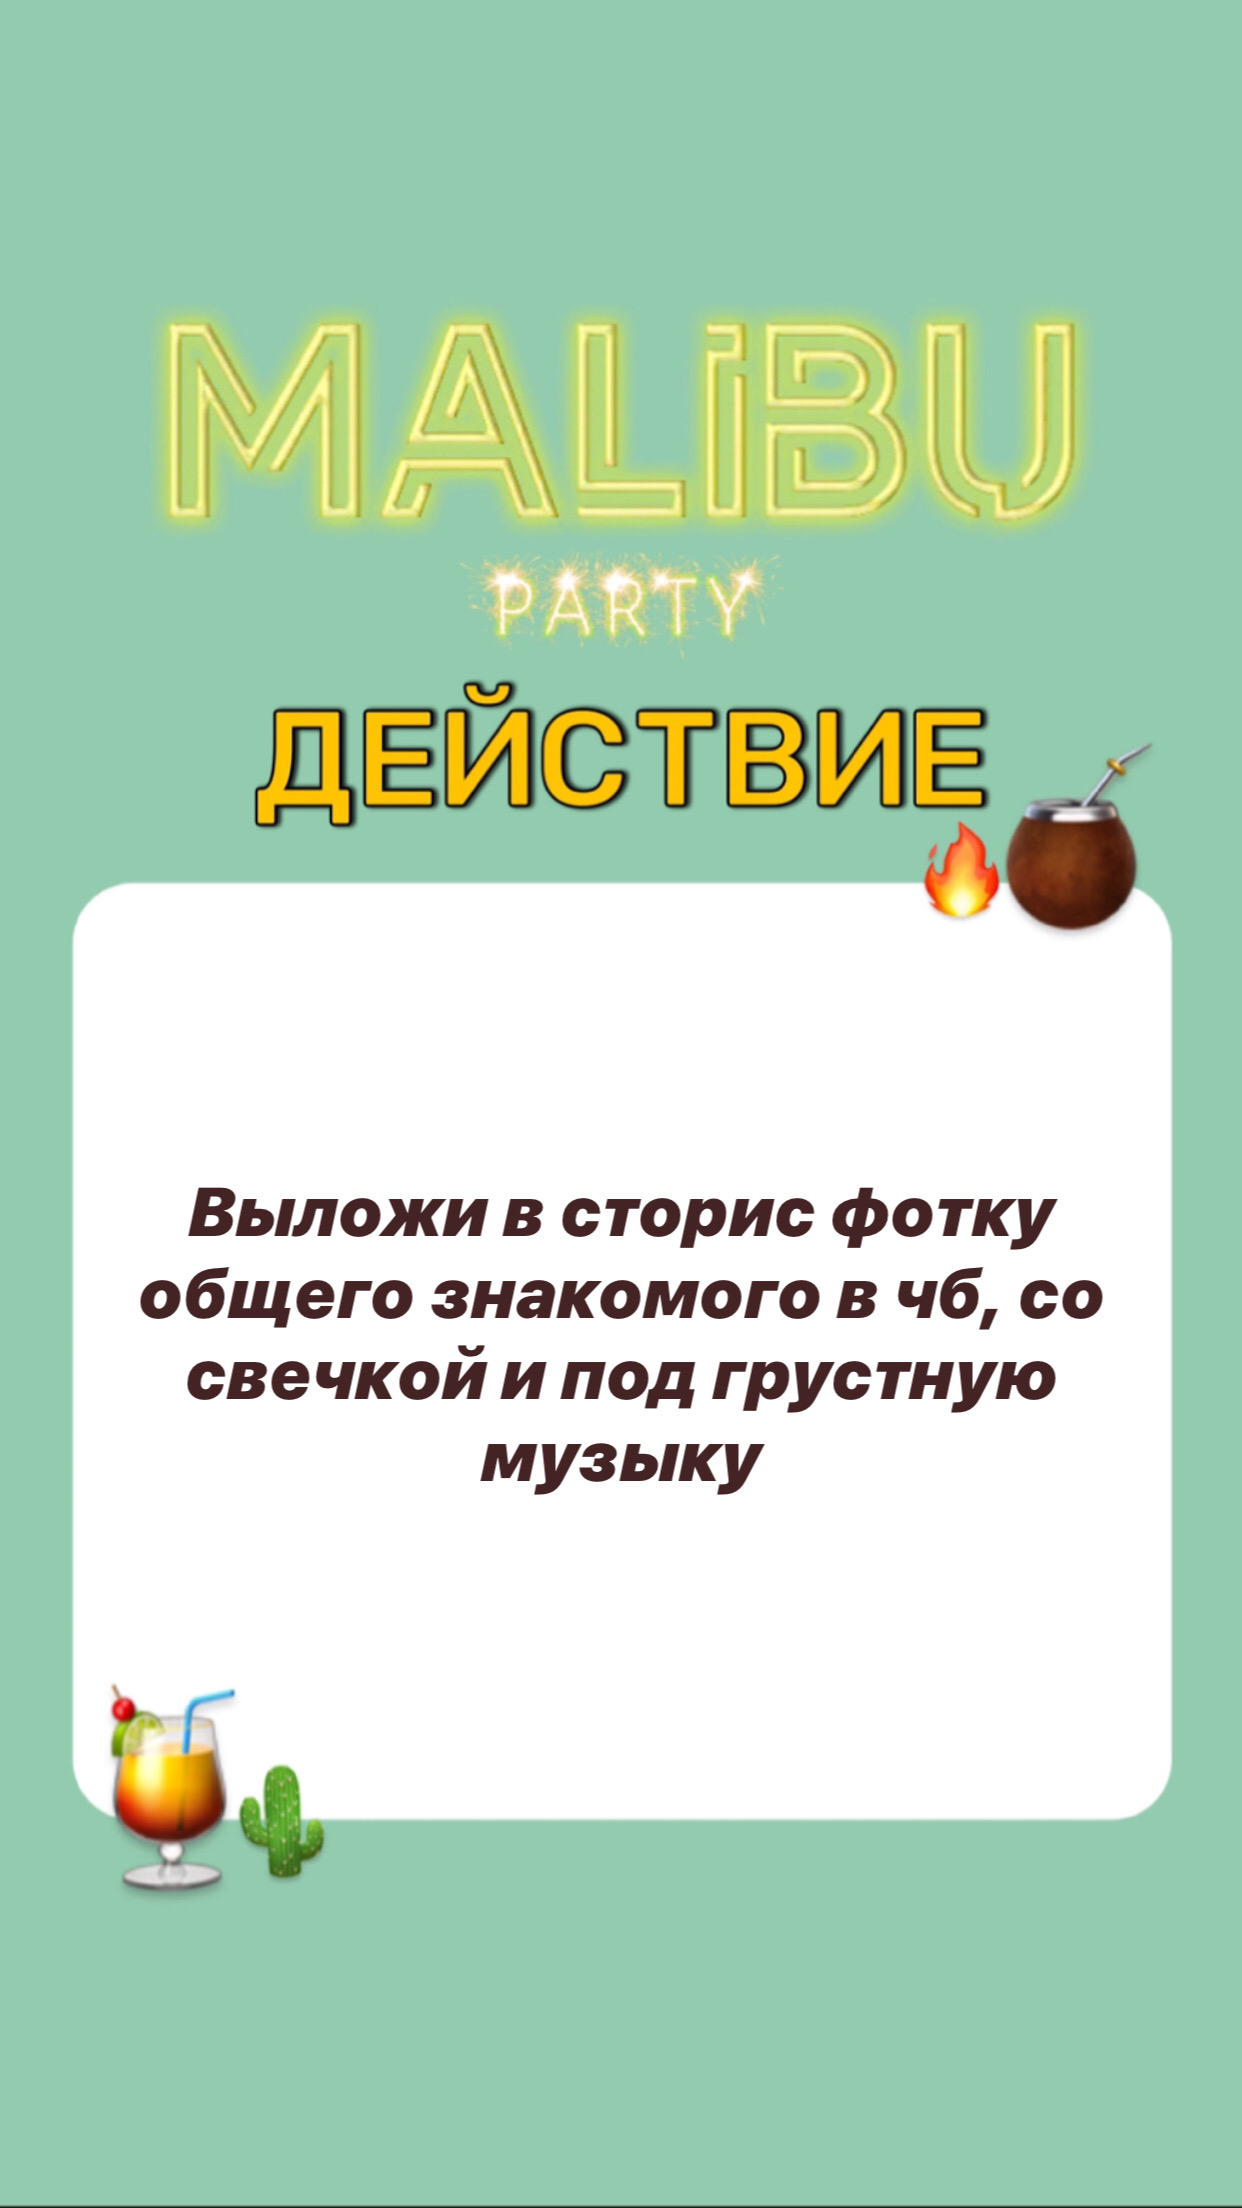 MALiBU
PARTY
ДЕЙСТВИЕ
Выложи в сторис фотку
общего знакомого в чб, со
свечкой и под грустную
музыку